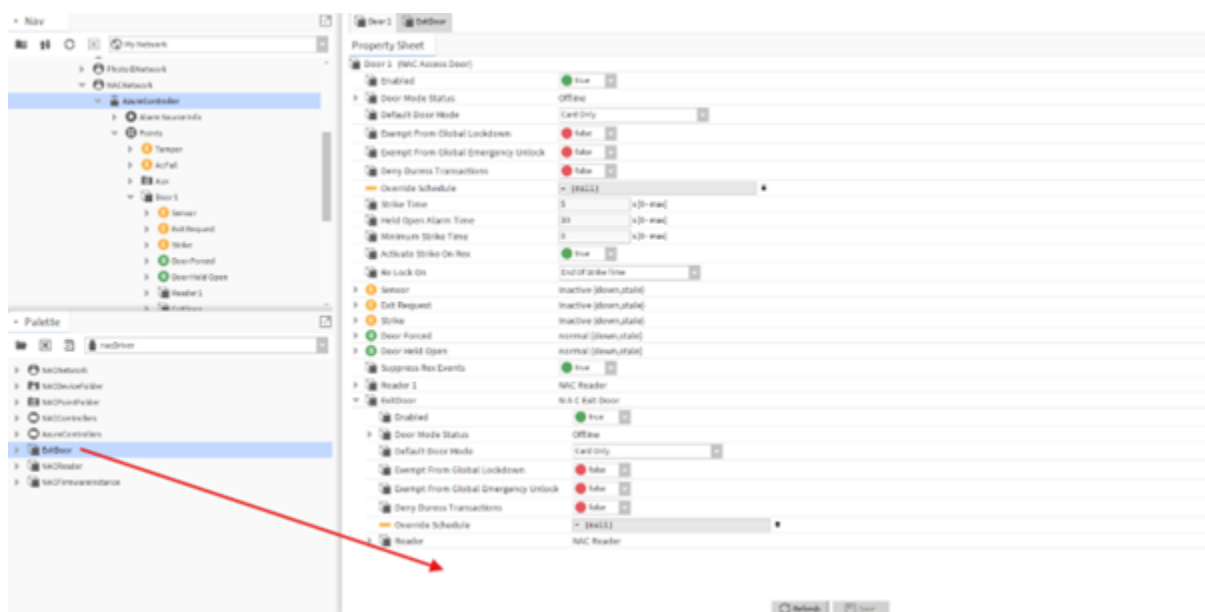 Nav
My Network
PhotoIDNetwork
NACNetwork
AzureController
Alarm Source Info
Points
Tamper
AcFail
Aux
Door 1
Sensor
Exit Request
Strike
Door Forced
Door Held Open
Reader 1
ExitDoor
Palette
nacDriver
NACNetwork
NACDeviceFolder
NACPointFolder
NACControllers
AzureControllers
ExitDoor
NACReader
NACFirmwareInstance
Door 1 ExitDoor
Property Sheet
Door 1 (NAC Access Door)
Enabled true
Door Mode Status Offline
Default Door Mode Card Only
Exempt From Global Lockdown false
Exempt From Global Emergency Unlock false
Deny Duress Transactions false
Override Schedule - (null)
Strike Time 5 s [0 - max]
Held Open Alarm Time 30 s [0 - max]
Minimum Strike Time 0 s [0 - max]
Activate Strike On Rex true
Re Lock On End Of Strike Time
Sensor Inactive {down,stale}
Exit Request Inactive {down,stale}
Strike Inactive {down,stale}
Door Forced normal {down,stale}
Door Held Open normal {down,stale}
Suppress Rex Events true
Reader 1 NAC Reader
ExitDoor N A C Exit Door
Enabled true
Door Mode Status Offline
Default Door Mode Card Only
Exempt From Global Lockdown false
Exempt From Global Emergency Unlock false
Deny Duress Transactions false
Override Schedule - (null)
Reader NAC Reader
Refresh Save